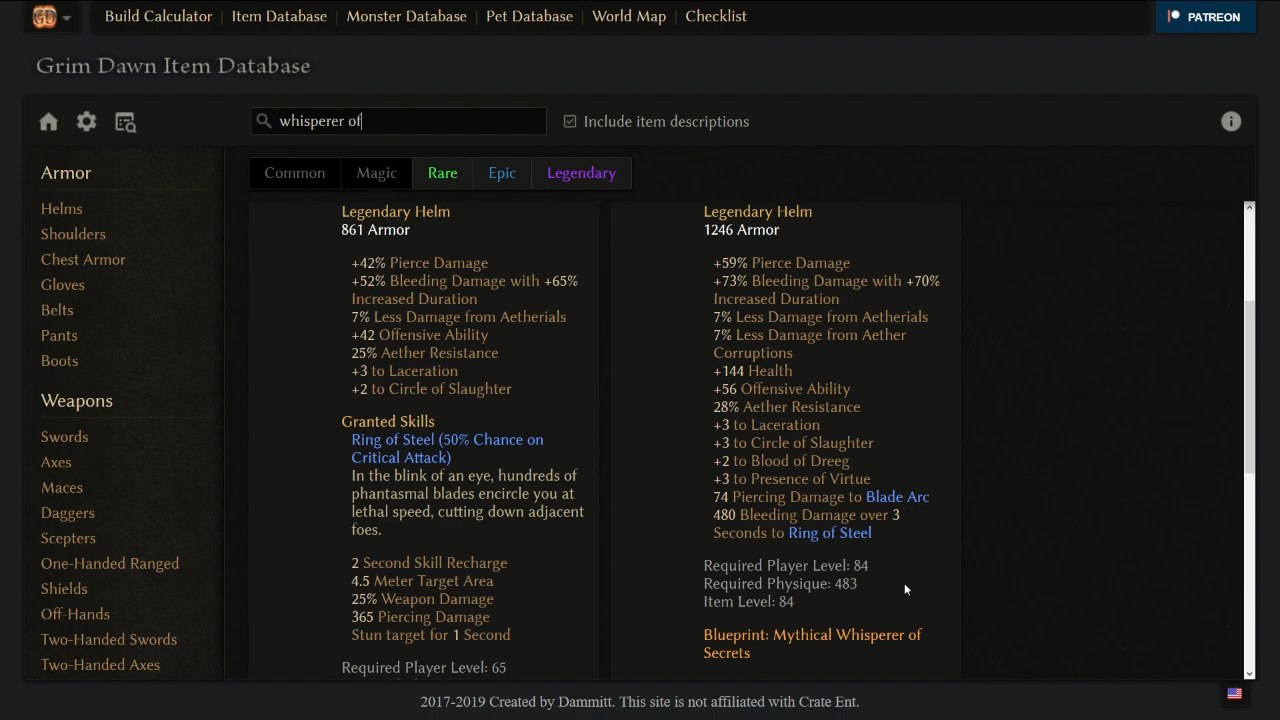 Build Calculator Item Database Monster Database Pet Database World Map Checklist PATREON
Grim Dawn Item Database
whisperer of Include item descriptions
Armor
Helms
Shoulders
Chest Armor
Gloves
Belts
Pants
Boots
Weapons
Swords
Axes
Maces
Daggers
Scepters
One-Handed Ranged
Shields
Off-Hands
Two-Handed Swords
Two-Handed Axes
Common Magic Rare Epic Legendary
Legendary Helm
861 Armor
+42% Pierce Damage
+52% Bleeding Damage with +65%
Increased Duration
7% Less Damage from Aetherials
+42 Offensive Ability
25% Aether Resistance
+3 to Laceration
+2 to Circle of Slaughter
Granted Skills
Ring of Steel (50% Chance on
Critical Attack)
In the blink of an eye, hundreds of
phantasmal blades encircle you at
lethal speed, cutting down adjacent
foes.
2 Second Skill Recharge
4.5 Meter Target Area
25% Weapon Damage
365 Piercing Damage
Stun target for 1 Second
Required Player Level: 65
Legendary Helm
1246 Armor
+59% Pierce Damage
+73% Bleeding Damage with +70%
Increased Duration
7% Less Damage from Aetherials
7% Less Damage from Aether
Corruptions
+144 Health
+56 Offensive Ability
28% Aether Resistance
+3 to Laceration
+3 to Circle of Slaughter
+2 to Blood of Dreeg
+3 to Presence of Virtue
74 Piercing Damage to Blade Arc
480 Bleeding Damage over 3
Seconds to Ring of Steel
Required Player Level: 84
Required Physique: 483
Item Level: 84
Blueprint: Mythical Whisperer of
Secrets
2017-2019 Created by Dammitt. This site is not affiliated with Crate Ent.